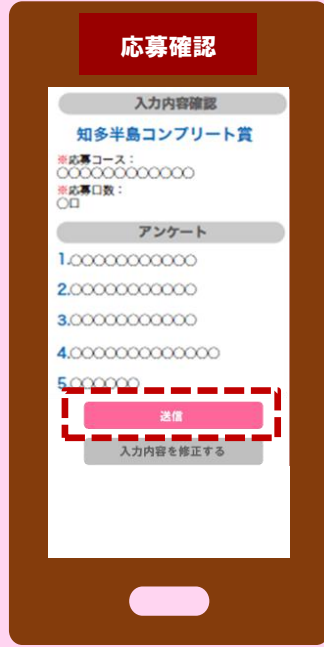 応募確認
入力内容確認
知多半島コンプリート賞
※応募コース：
○○○○○○○○○○○○
※応募口数：
○口
アンケート
1.○○○○○○○○○○○
2.○○○○○○○○○○○
3.○○○○○○○○○○○
4.○○○○○○○○○○○○○
5.○○○○○○
送信
入力内容を修正する